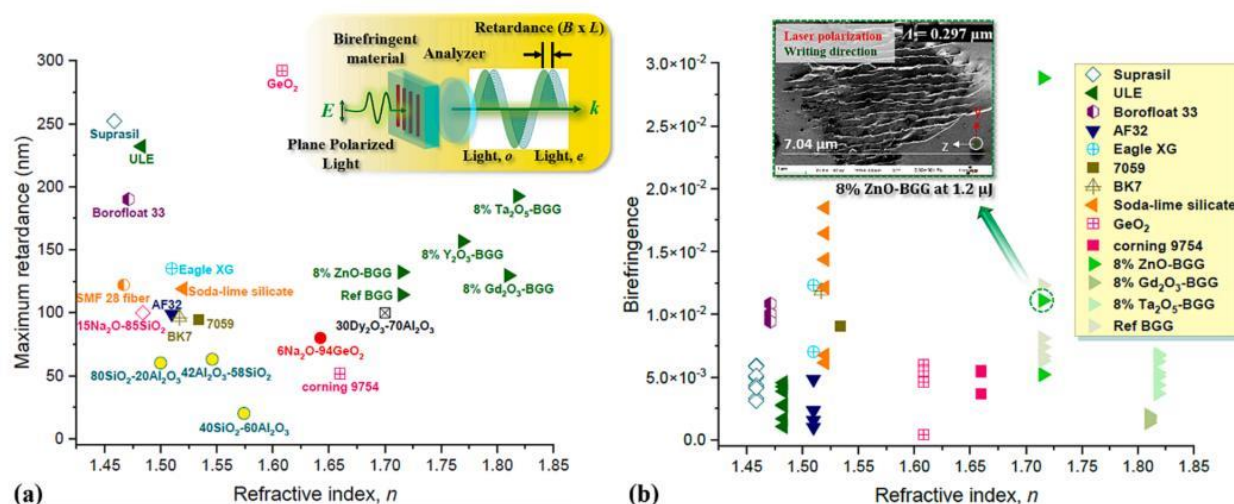 Retardance (B x L)
Birefringent
material
Analyzer
E
k
Plane Polarized
Light
Light, o
Light, e
Maximum retardance (nm)
300
250
200
150
100
50
0
GeO₂
Suprasil
ULE
Borofloat 33
8% Ta₂O₅-BGG
8% Y₂O₃-BGG
8% ZnO-BGG
8% Gd₂O₃-BGG
Eagle XG
Ref BGG
SMF 28 fiber
Soda-lime silicate
AF32
15Na₂O-85SiO₂
7059
BK7
30Dy₂O₃-70Al₂O₃
6Na₂O-94GeO₂
80SiO₂-20Al₂O₃
42Al₂O₃-58SiO₂
corning 9754
40SiO₂-60Al₂O₃
1.45 1.50 1.55 1.60 1.65 1.70 1.75 1.80 1.85
Refractive index, n
(a)
Laser polarization
Writing direction
= 0.297 μm
7.04 μm
Z
8% ZnO-BGG at 1.2 μJ
Birefringence
3.0×10⁻²
2.5×10⁻²
2.0×10⁻²
1.5×10⁻²
1.0×10⁻²
5.0×10⁻³
0.0
Suprasil
ULE
Borofloat 33
AF32
Eagle XG
7059
BK7
Soda-lime silicate
GeO₂
corning 9754
8% ZnO-BGG
8% Gd₂O₃-BGG
8% Ta₂O₅-BGG
Ref BGG
1.45 1.50 1.55 1.60 1.65 1.70 1.75 1.80 1.85
Refractive index, n
(b)